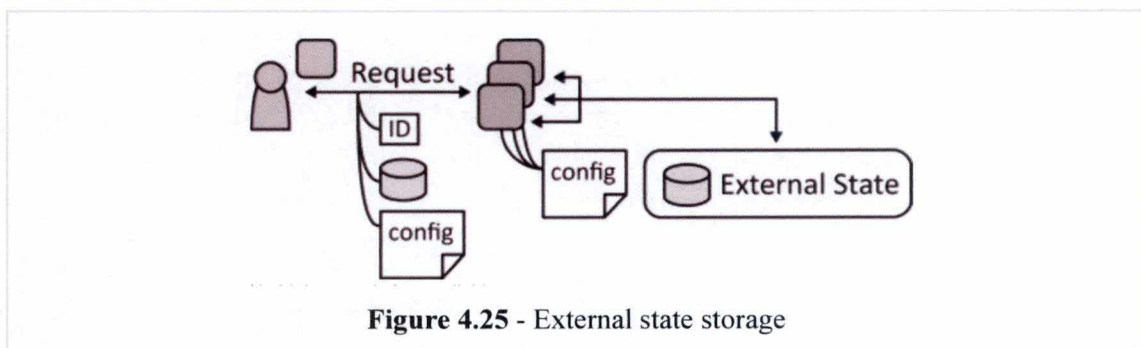 Request
ID
config
config
External State
Figure 4.25 - External state storage